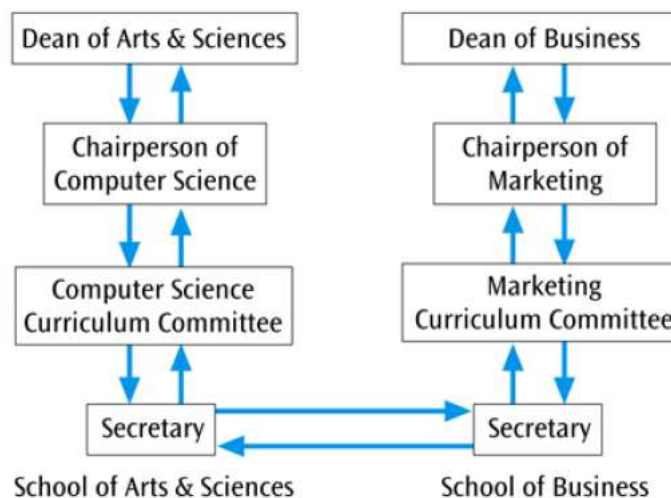 Dean of Arts & Sciences
Dean of Business
Chairperson of
Computer Science
Chairperson of
Marketing
Computer Science
Curriculum Committee
Marketing
Curriculum Committee
Secretary
Secretary
School of Arts & Sciences
School of Business